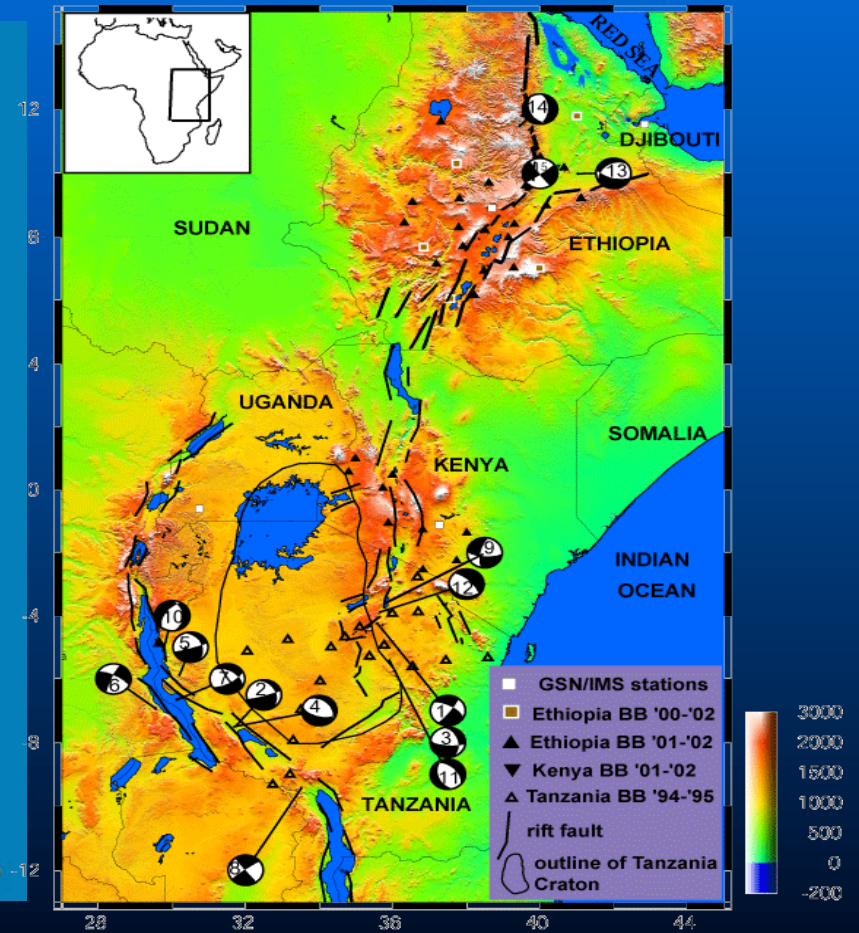 RED SEA
12
14
DJIBOUTI
15
13
SUDAN
8
ETHIOPIA
4
UGANDA
SOMALIA
KENYA
0
9
INDIAN
OCEAN
12
-4
10
5
6
7
2
4
1
3
11
GSN/IMS stations
Ethiopia BB '00-'02
Ethiopia BB '01-'02
Kenya BB '01-'02
Tanzania BB '94-'95
rift fault
outline of Tanzania
Craton
3000
2000
1500
1000
500
0
-200
-8
TANZANIA
8
-12
28
32
36
40
44